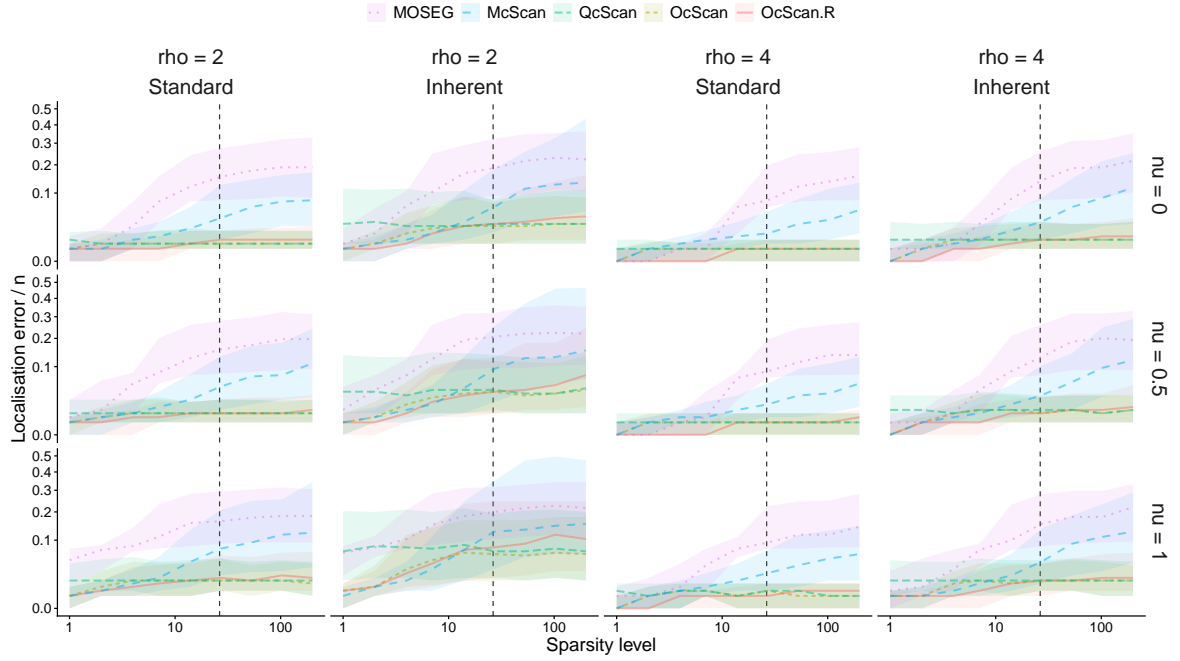 MOSEG McScan QcScan OcScan OcScan.R
rho = 2 rho = 2 rho = 4 rho = 4
Standard Inherent Standard Inherent
0.5
0.4
0.3
0.2
0.1
0.0
nu = 0
0.5
0.4
0.3
0.2
0.1
0.0
nu = 0.5
Localisation error / n
0.5
0.4
0.3
0.2
0.1
0.0
nu = 1
1 10 100 1 10 100 1 10 100 1 10 100
Sparsity level